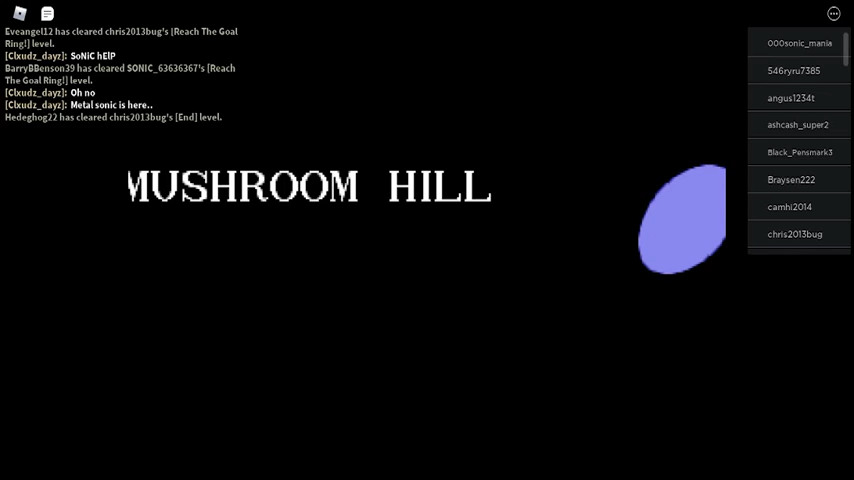 Eveangel12 has cleared chris2013bug's [Reach The Goal
Ring!] level.
[Clxudz_dayz]: SoNiC hElP
BarryBBenson39 has cleared SONIC_63636367's [Reach
The Goal Ring!] level.
[Clxudz_dayz]: Oh no
[Clxudz_dayz]: Metal sonic is here..
Hedeghog22 has cleared chris2013bug's [End] level.
MUSHROOM HILL
000sonic_mania
546ryru7385
angus1234t
ashcash_super2
Black_Pensmark3
Braysen222
camhi2014
chris2013bug